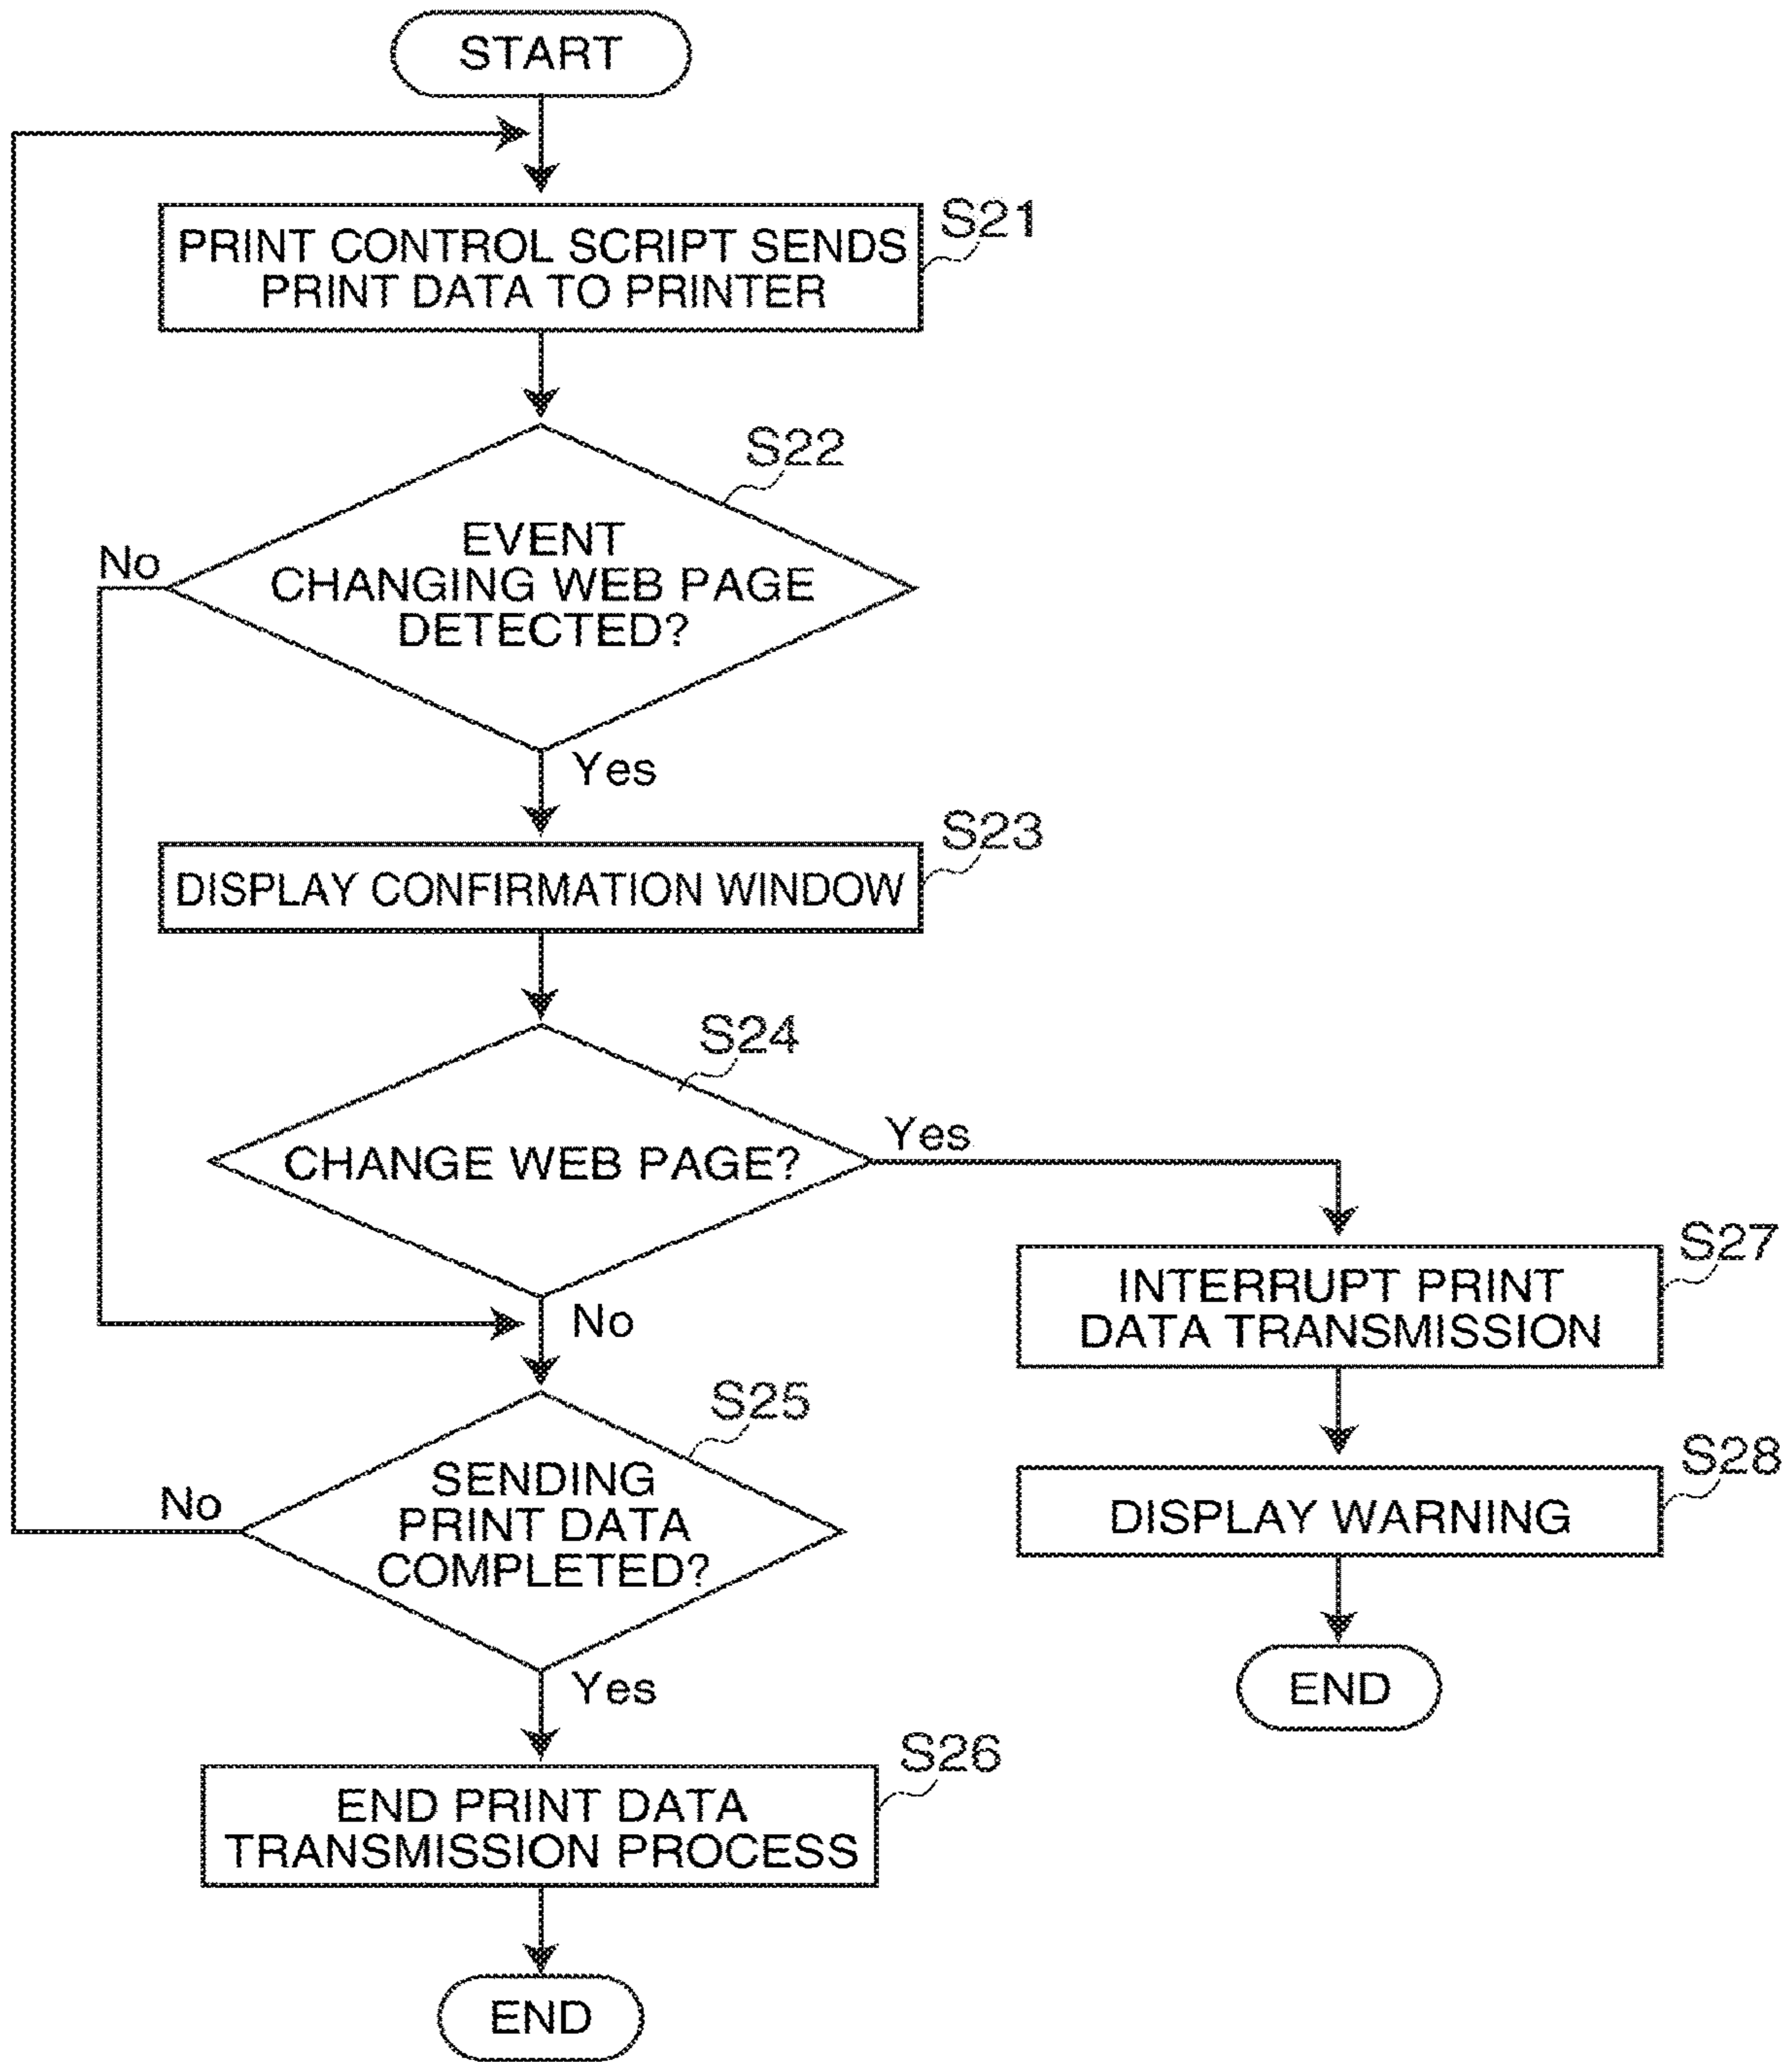 START
S21
PRINT CONTROL SCRIPT SENDS
PRINT DATA TO PRINTER
S22
EVENT
CHANGING WEB PAGE
DETECTED?
No
Yes
S23
DISPLAY CONFIRMATION WINDOW
S24
CHANGE WEB PAGE?
Yes
No
S27
INTERRUPT PRINT
DATA TRANSMISSION
S25
SENDING
PRINT DATA
COMPLETED?
No
Yes
S28
DISPLAY WARNING
END
S26
END PRINT DATA
TRANSMISSION PROCESS
END